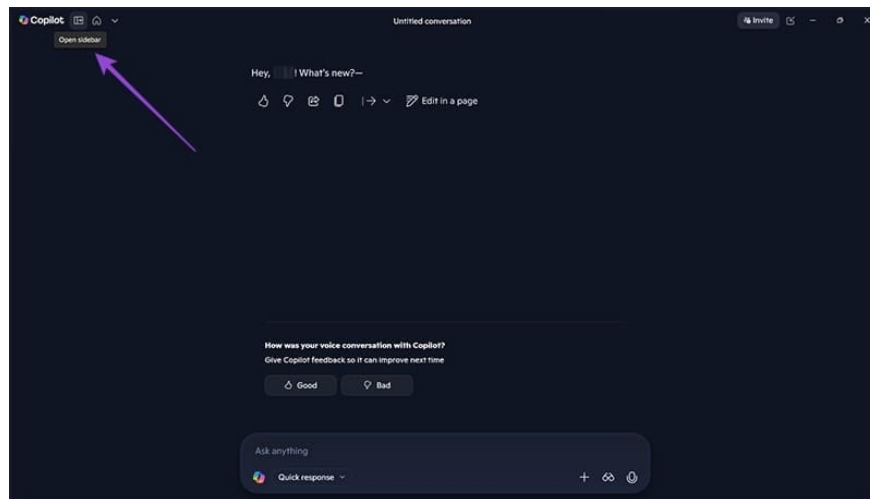 Copilot
Untitled conversation
Invite
Open sidebar
Hey, ! What's new?—
Edit in a page
How was your voice conversation with Copilot?
Give Copilot feedback so it can improve next time
Good
Bad
Ask anything
Quick response